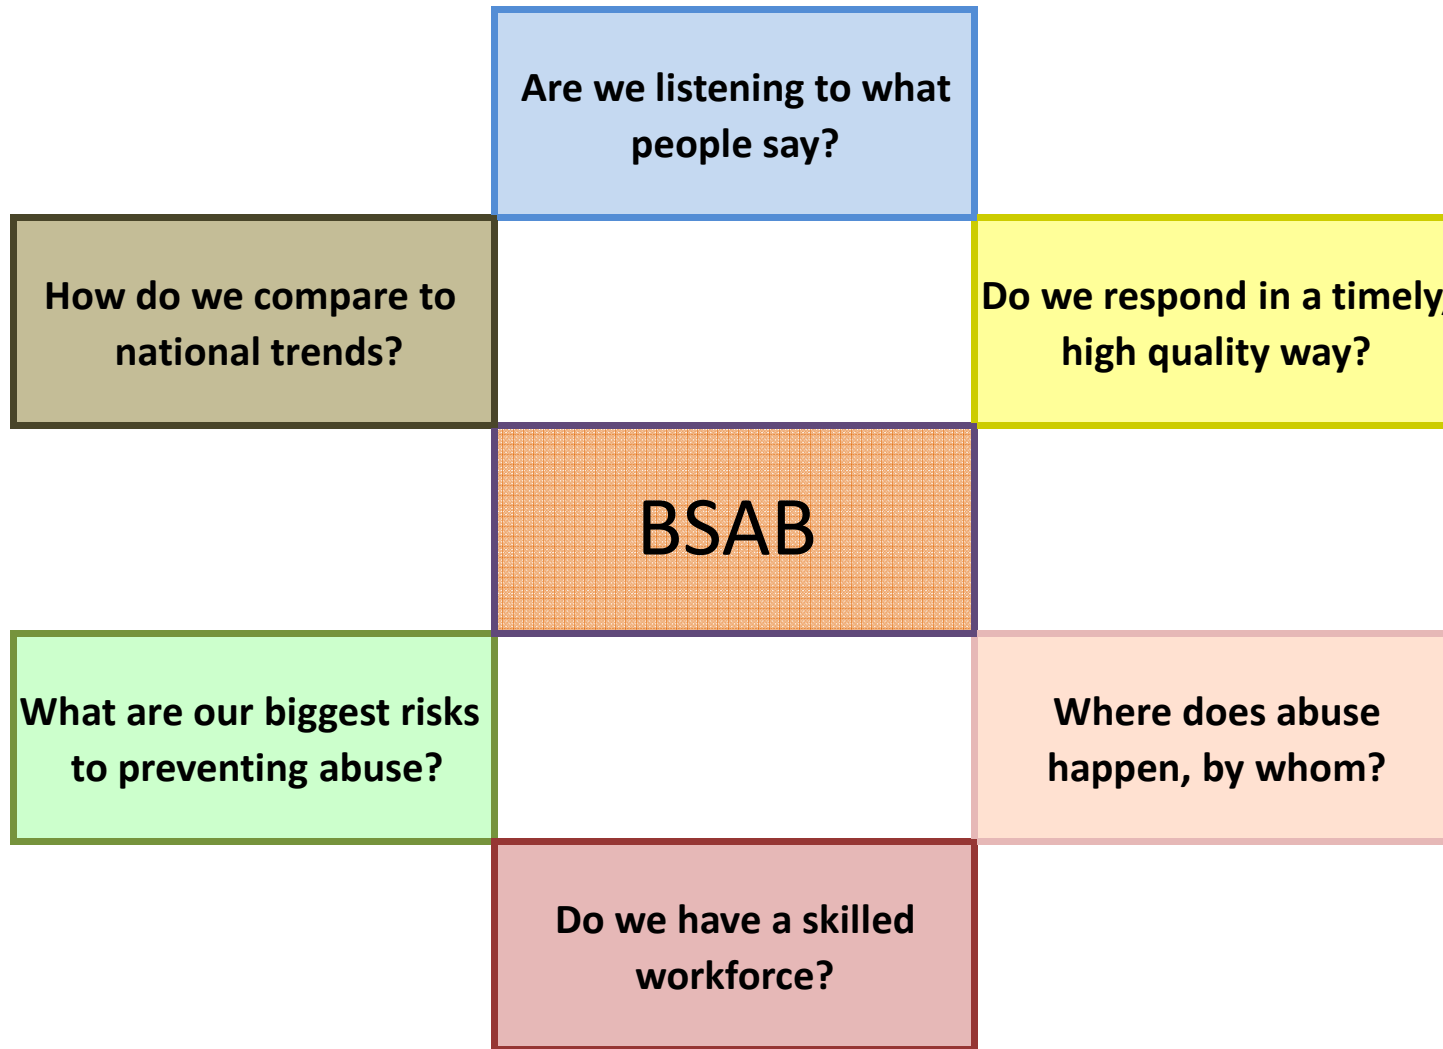 Are we listening to what
people say?
How do we compare to
national trends?
Do we respond in a timely,
high quality way?
BSAB
What are our biggest risks
to preventing abuse?
Where does abuse
happen, by whom?
Do we have a skilled
workforce?